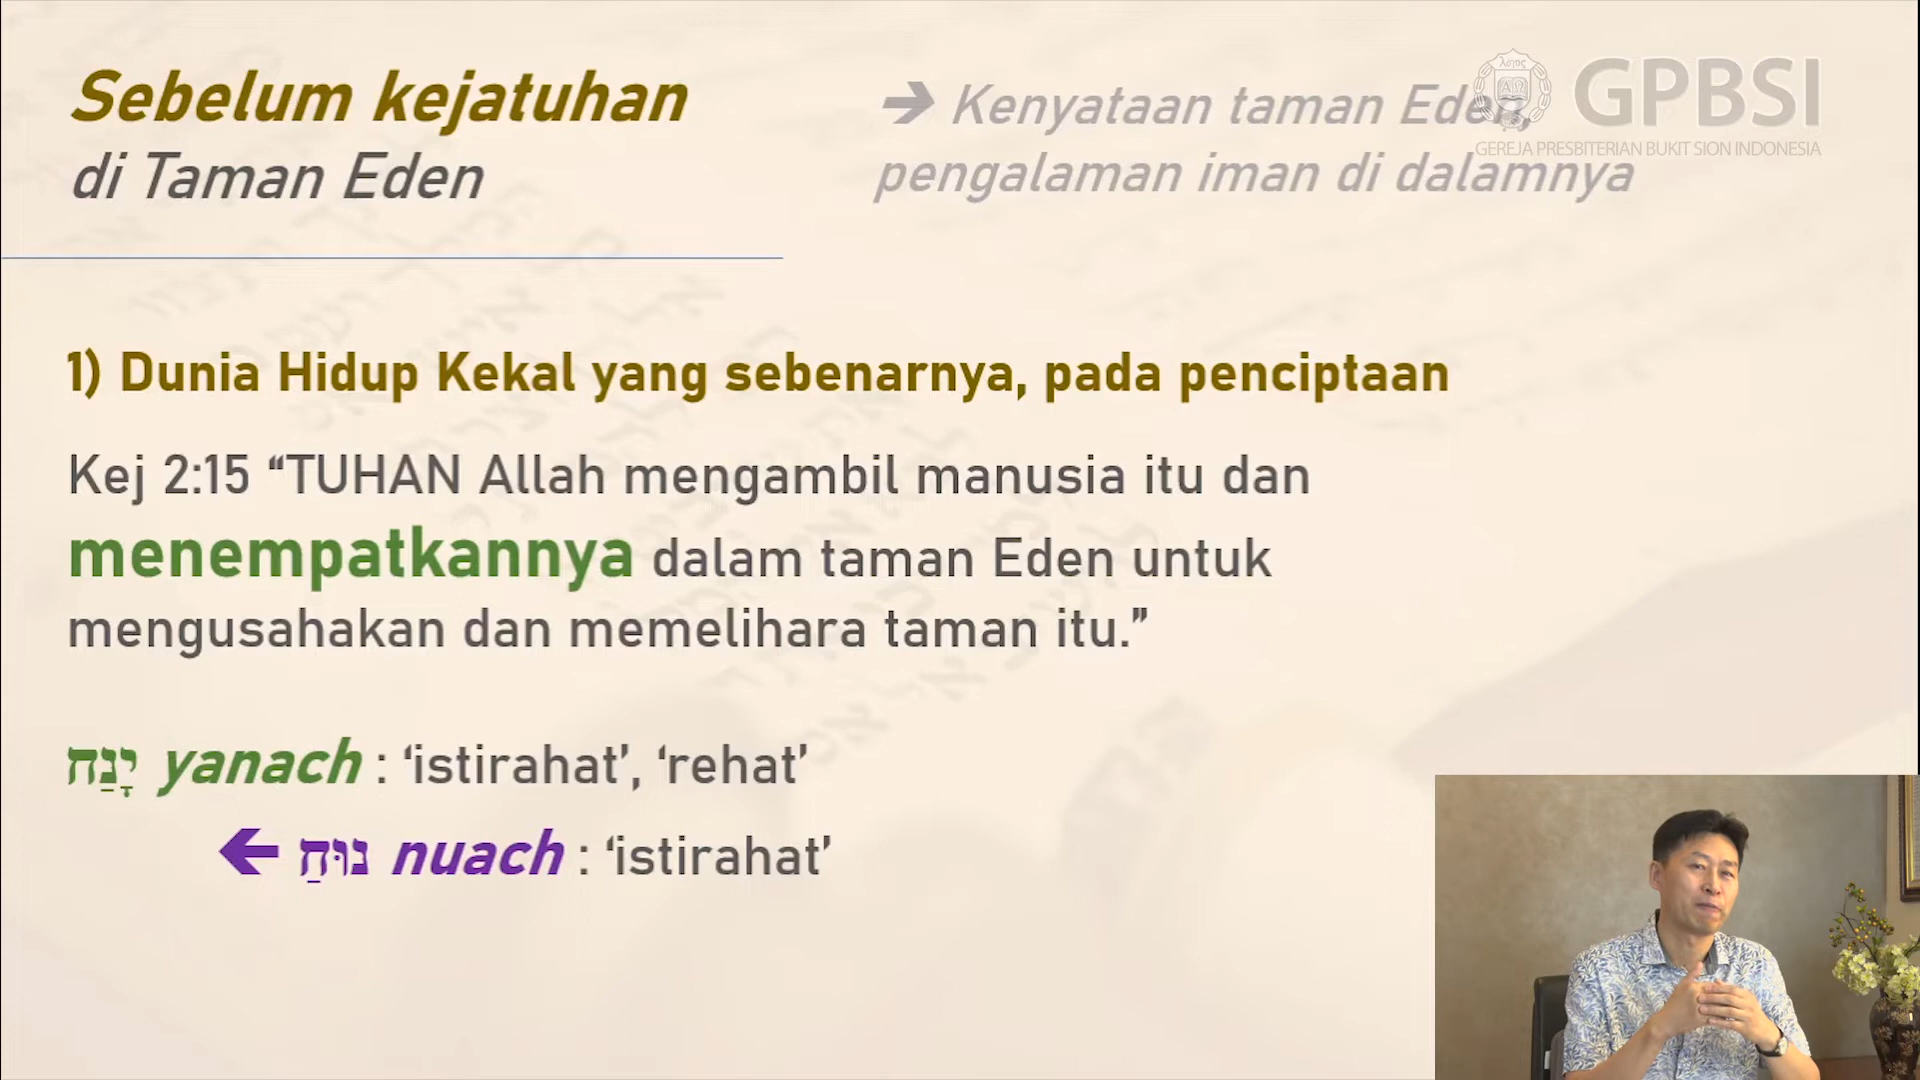 Sebelum kejatuhan
di Taman Eden
→ Kenyataan taman Eden,
pengalaman iman di dalamnya
λόγος
ΑΩ
GPBSI
GEREJA PRESBITERIAN BUKIT SION INDONESIA
1) Dunia Hidup Kekal yang sebenarnya, pada penciptaan
Kej 2:15 “TUHAN Allah mengambil manusia itu dan
menempatkannya dalam taman Eden untuk
mengusahakan dan memelihara taman itu.”
יָנַח yanach : ‘istirahat’, ‘rehat’
← נוּחַ nuach : ‘istirahat’